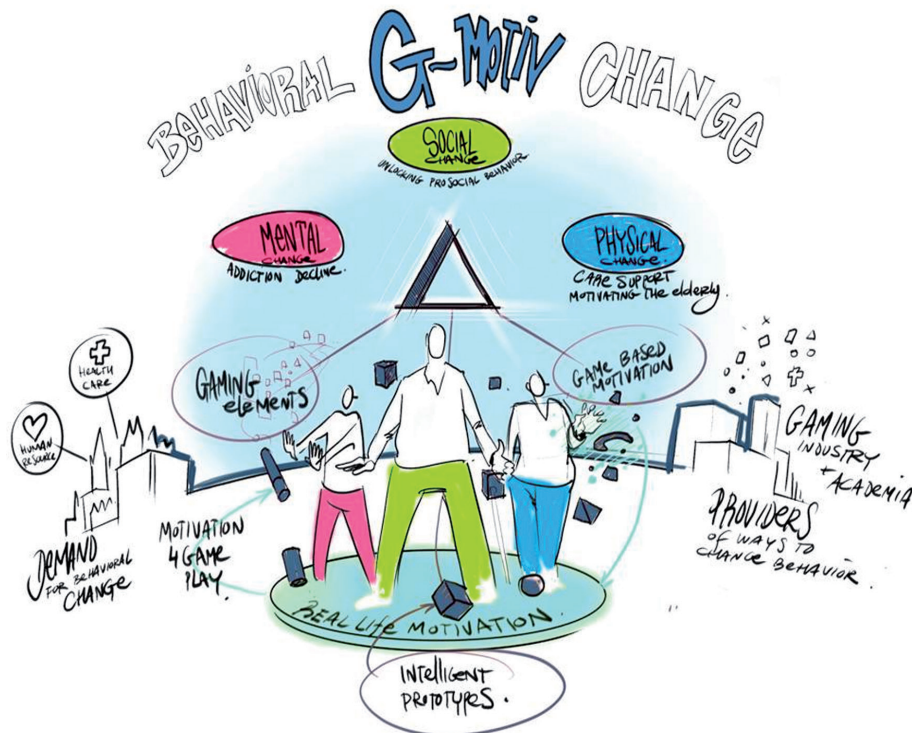 BEHAVIORAL G-MOTIV CHANGE
SOCIAL
CHANGE
UNLOCKING PROSOCIAL BEHAVIOR
MENTAL
CHANGE
ADDICTION DECLINE.
PHYSICAL
CHANGE.
CARE SUPPORT
MOTIVATING THE elderly.
GAMING
elements
GAME BASED
MOTIVATION
HEALTH
CARE
HUMAN
RESOURCE
DEMAND
FOR BEHAVIORAL
CHANGE
MOTIVATION
4 GAME
PLAY.
GAMING
INDUSTRY
+
ACADEMIA
PROVIDERS
OF WAYS TO
CHANGE BEHAVIOR.
REAL LIFE MOTIVATION.
INTElligENT
PROTOTYPES.